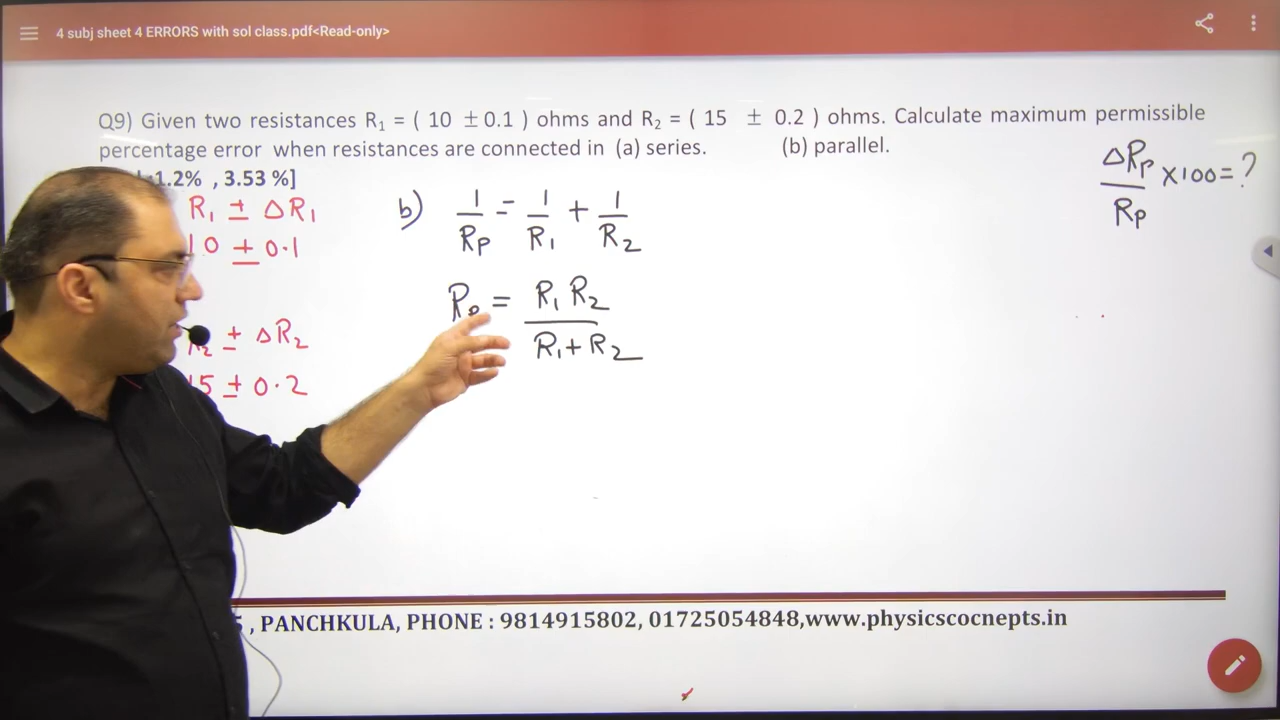 4 subj sheet 4 ERRORS with sol class.pdf<Read-only>
Q9) Given two resistances R₁ = ( 10 ± 0.1 ) ohms and R₂ = ( 15 ± 0.2 ) ohms. Calculate maximum permissible
percentage error when resistances are connected in (a) series. (b) parallel.
1.2% , 3.53 %]
R₁ ± ΔR₁
10 ± 0.1
R₂ ± ΔR₂
15 ± 0.2
b) 1/Rp = 1/R₁ + 1/R₂
Rp = R₁ R₂ / R₁+R₂
ΔRp/Rp ×100 = ?
, PANCHKULA, PHONE : 9814915802, 01725054848,www.physicscocnepts.in